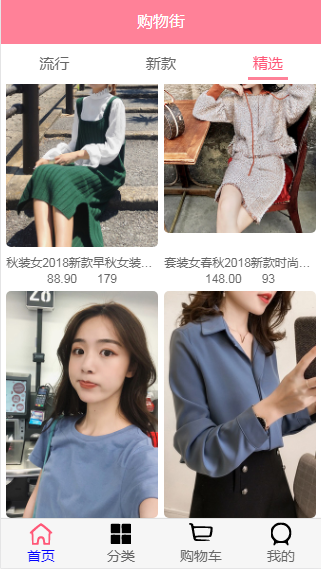 购物街
流行 新款 精选
秋装女2018新款早秋女装...
88.90 179
套装女春秋2018新款时尚...
148.00 93
28
首页 分类 购物车 我的